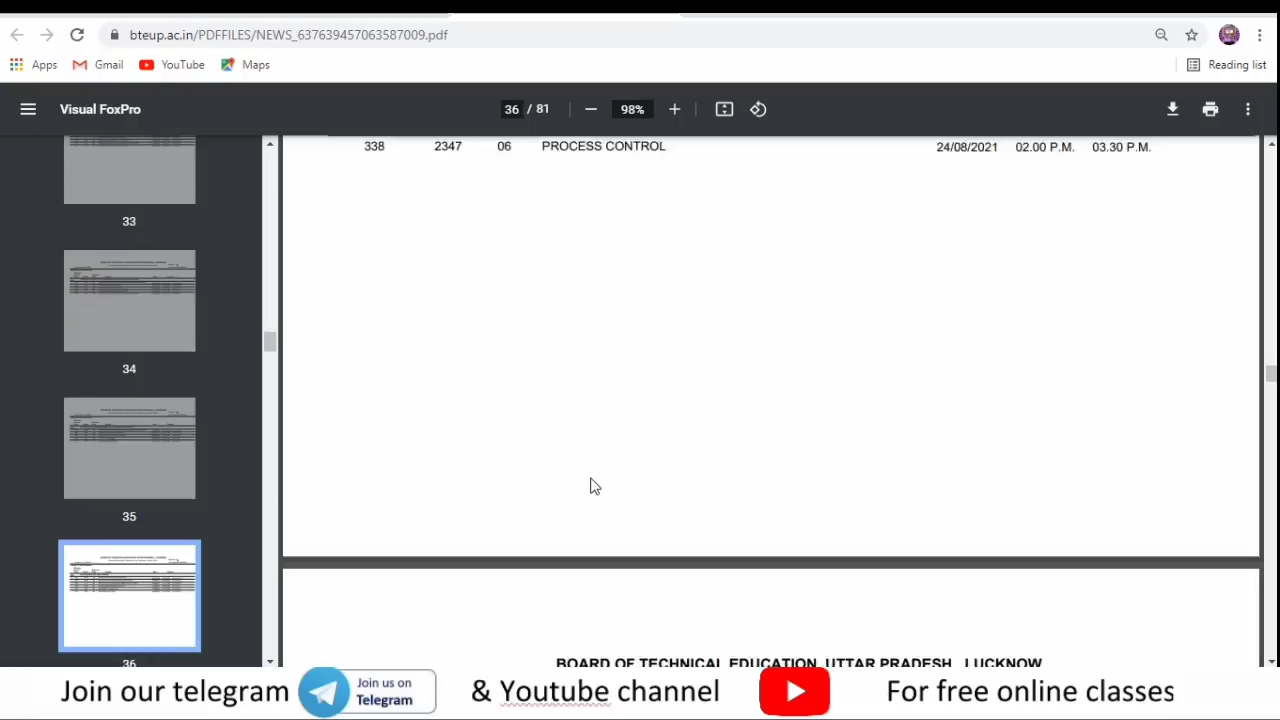 bteup.ac.in/PDFFILES/NEWS_637639457063587009.pdf
Apps Gmail YouTube Maps Reading list
Visual FoxPro 36 / 81 98%
338 2347 06 PROCESS CONTROL 24/08/2021 02.00 P.M. 03.30 P.M.
33
34
35
36
BOARD OF TECHNICAL EDUCATION, UTTAR PRADESH, LUCKNOW
Join our telegram Join us on Telegram & Youtube channel For free online classes